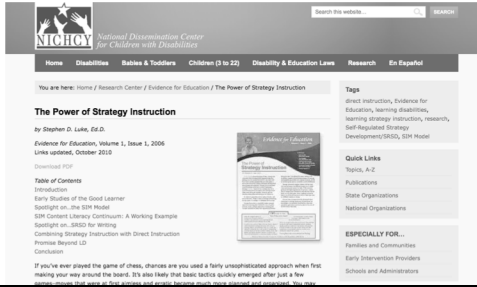 Search this website...
SEARCH
NICHCY
National Dissemination Center
for Children with Disabilities
Home Disabilities Babies & Toddlers Children (3 to 22) Disability & Education Laws Research En Español
You are here: Home / Research Center / Evidence for Education / The Power of Strategy Instruction
The Power of Strategy Instruction
by Stephen D. Luke, Ed.D.
Evidence for Education, Volume 1, Issue 1, 2006
Links updated, October 2010
Download PDF
Table of Contents
Introduction
Early Studies of the Good Learner
Spotlight on...the SIM Model
SIM Content Literacy Continuum: A Working Example
Spotlight on...SRSD for Writing
Combining Strategy Instruction with Direct Instruction
Promise Beyond LD
Conclusion
Evidence for Education
The Power of
Strategy Instruction
If you've ever played the game of chess, chances are you used a fairly unsophisticated approach when first
making your way around the board. It's also likely that basic tactics quickly emerged after just a few
games–moves that were at first aimless and erratic became much more planned and organized. You may
Tags
direct instruction, Evidence for
Education, learning disabilities,
learning strategy instruction, research,
Self-Regulated Strategy
Development/SRSD, SIM Model
Quick Links
Topics, A-Z
Publications
State Organizations
National Organizations
ESPECIALLY FOR...
Families and Communities
Early Intervention Providers
Schools and Administrators